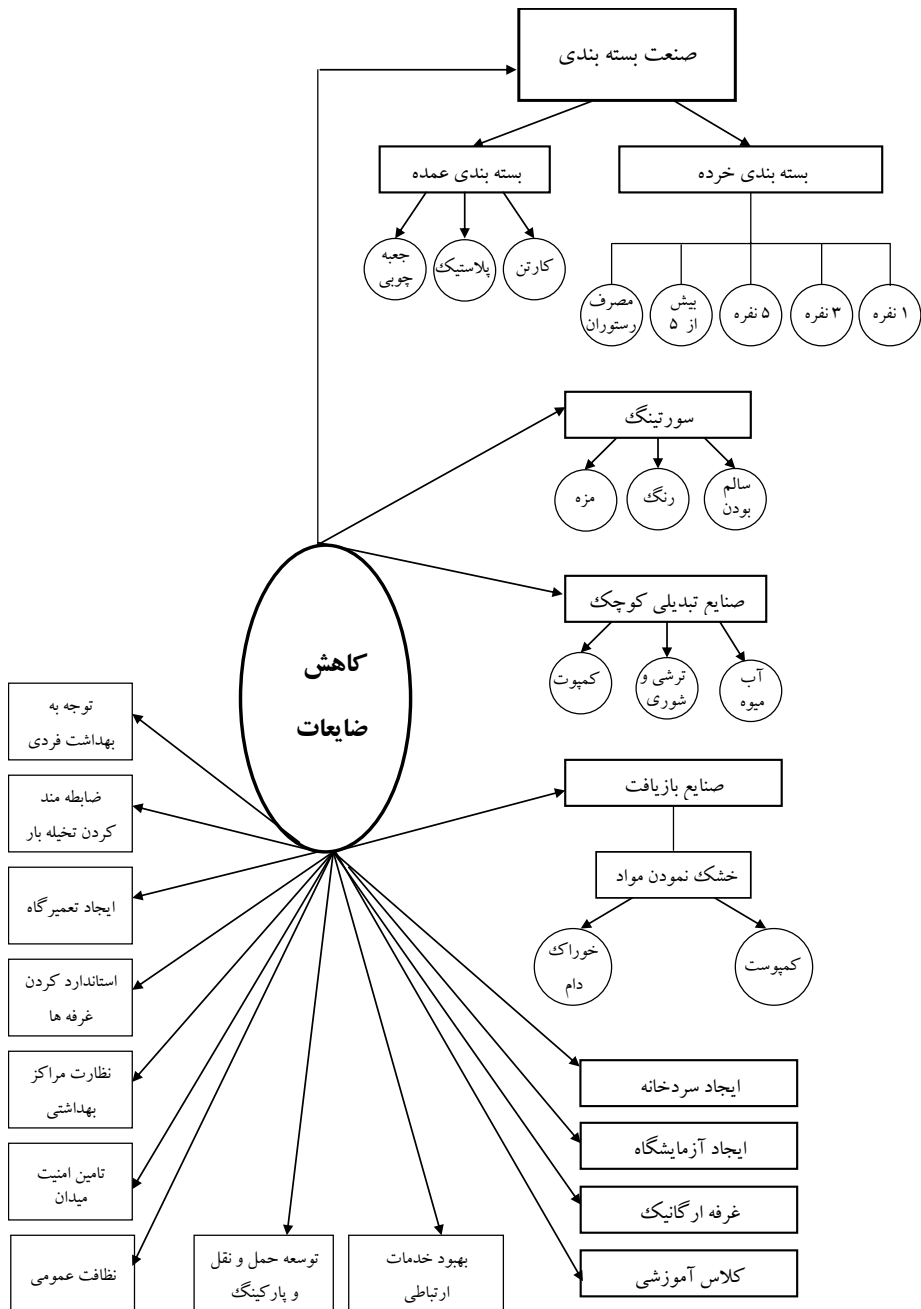 صنعت بسته بندی
بسته بندی خرده
بسته بندی عمده
۱ نفره
۳ نفره
۵ نفره
بیش
از ۵
مصرف
رستوران
کارتن
پلاستیک
جعبه
چوبی
سورتینگ
سالم
بودن
رنگ
مزه
صنایع تبدیلی کوچک
آب
میوه
ترشی و
شوری
کمپوت
کاهش
ضایعات
صنایع بازیافت
خشک نمودن مواد
کمپوست
خوراک
دام
ایجاد سردخانه
ایجاد آزمایشگاه
غرفه ارگانیک
کلاس آموزشی
بهبود خدمات
ارتباطی
توسعه حمل و نقل
و پارکینگ
توجه به
بهداشت فردی
ضابطه مند
کردن تخیله بار
ایجاد تعمیرگاه
استاندارد کردن
غرفه ها
نظارت مراکز
بهداشتی
تامین امنیت
میدان
نظافت عمومی